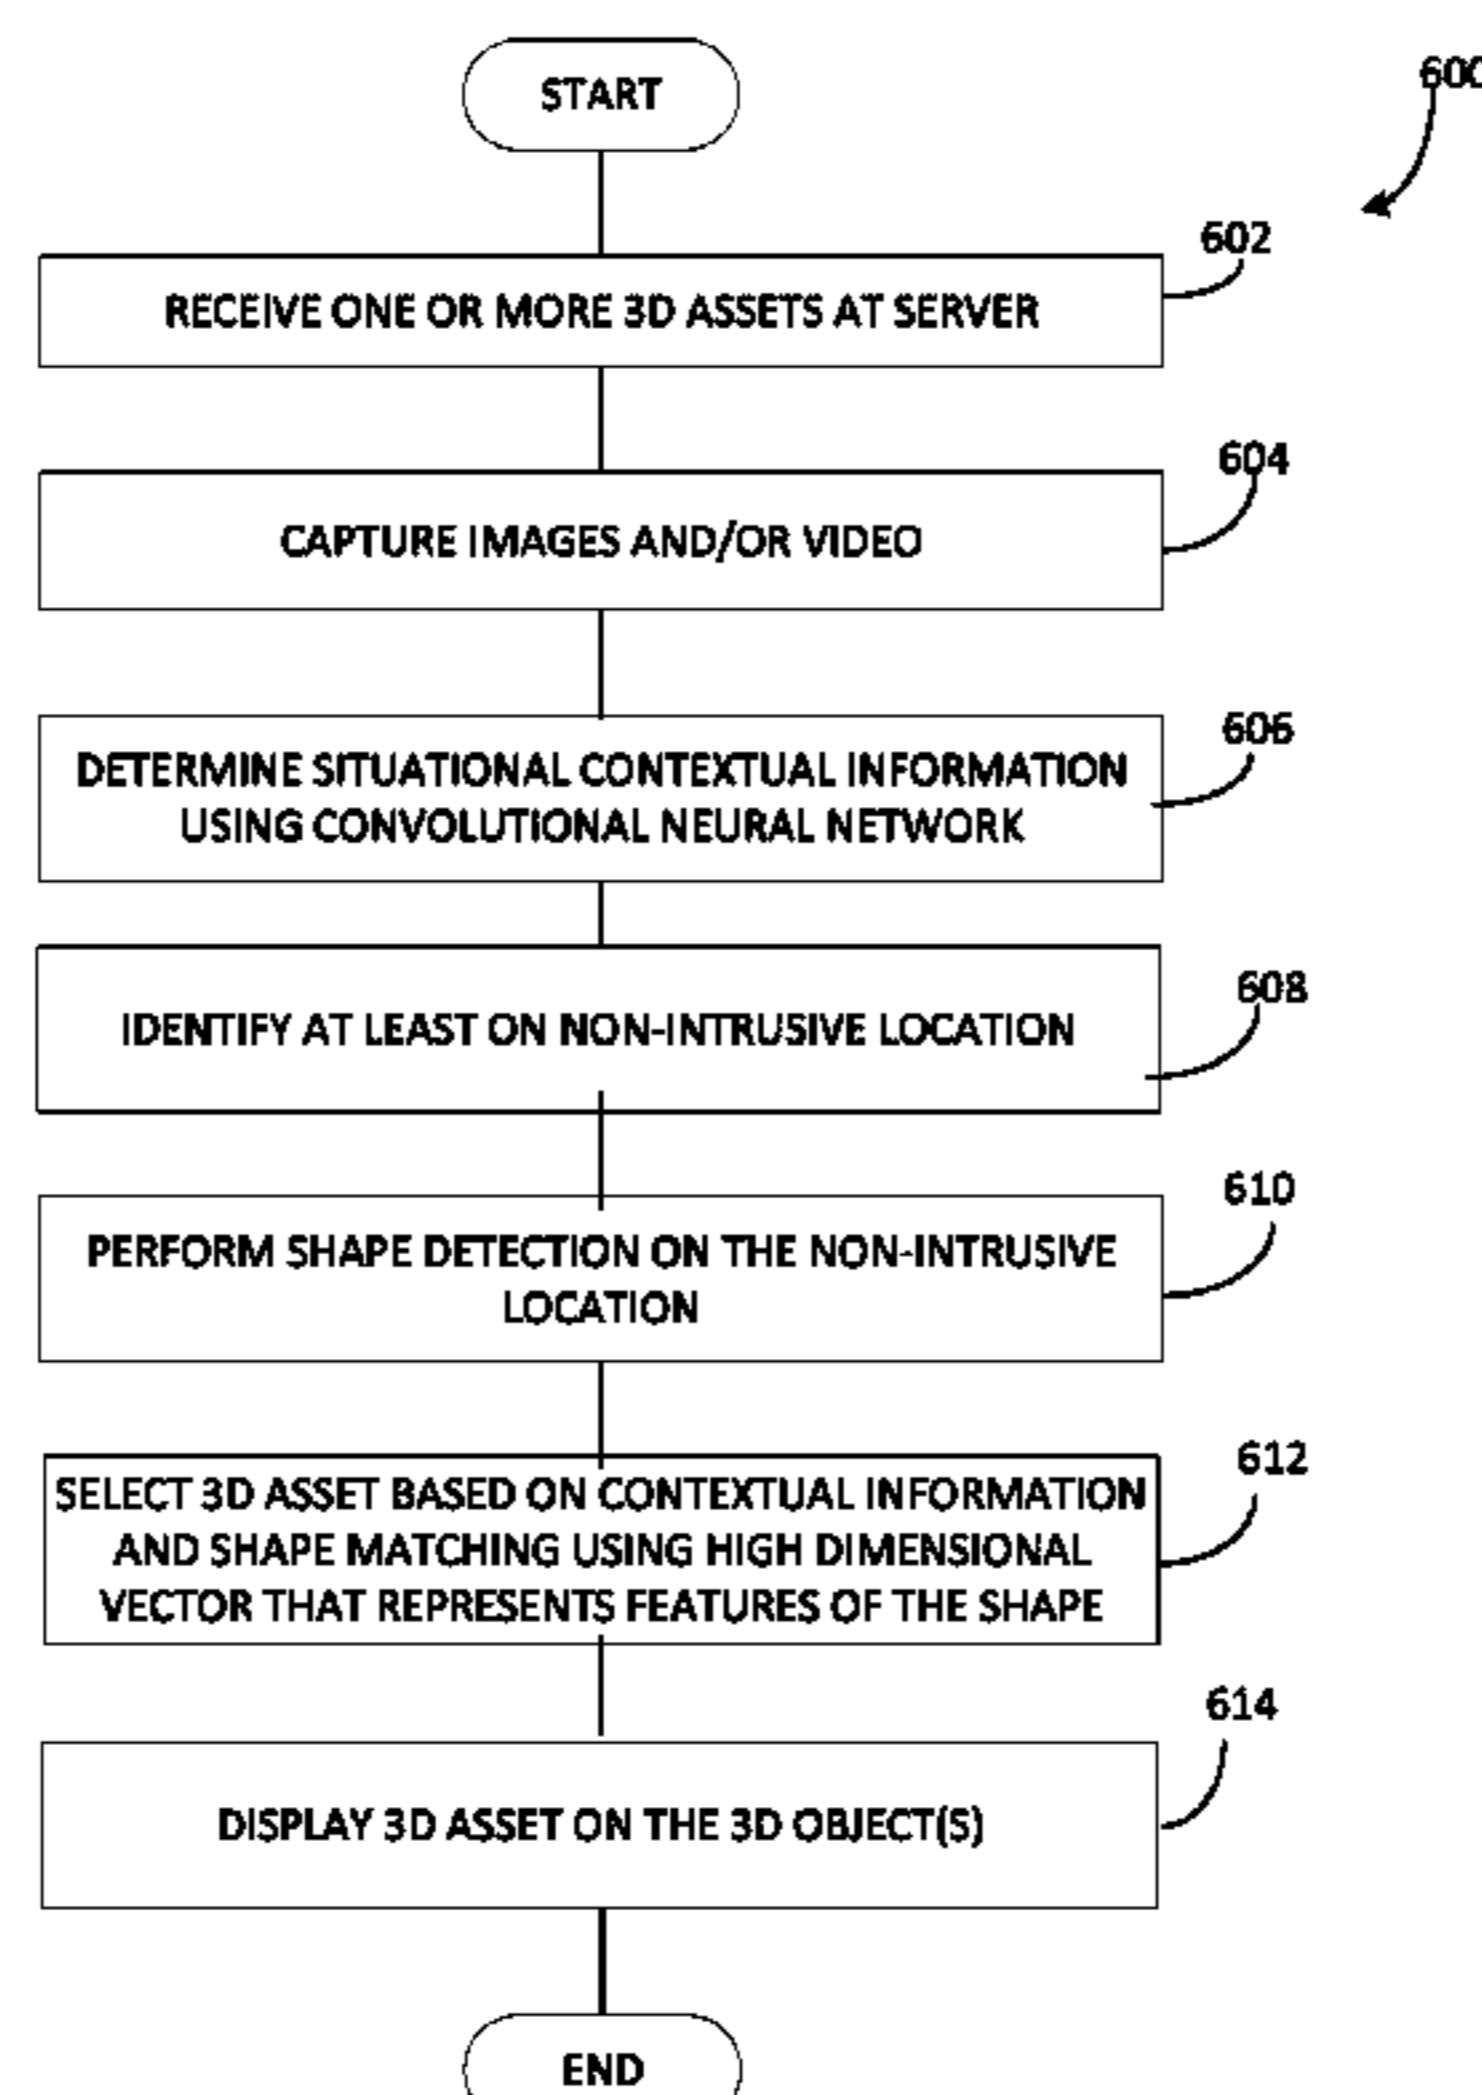 START
600
602
RECEIVE ONE OR MORE 3D ASSETS AT SERVER
604
CAPTURE IMAGES AND/OR VIDEO
606
DETERMINE SITUATIONAL CONTEXTUAL INFORMATION
USING CONVOLUTIONAL NEURAL NETWORK
608
IDENTIFY AT LEAST ON NON-INTRUSIVE LOCATION
610
PERFORM SHAPE DETECTION ON THE NON-INTRUSIVE
LOCATION
612
SELECT 3D ASSET BASED ON CONTEXTUAL INFORMATION
AND SHAPE MATCHING USING HIGH DIMENSIONAL
VECTOR THAT REPRESENTS FEATURES OF THE SHAPE
614
DISPLAY 3D ASSET ON THE 3D OBJECT(S)
END